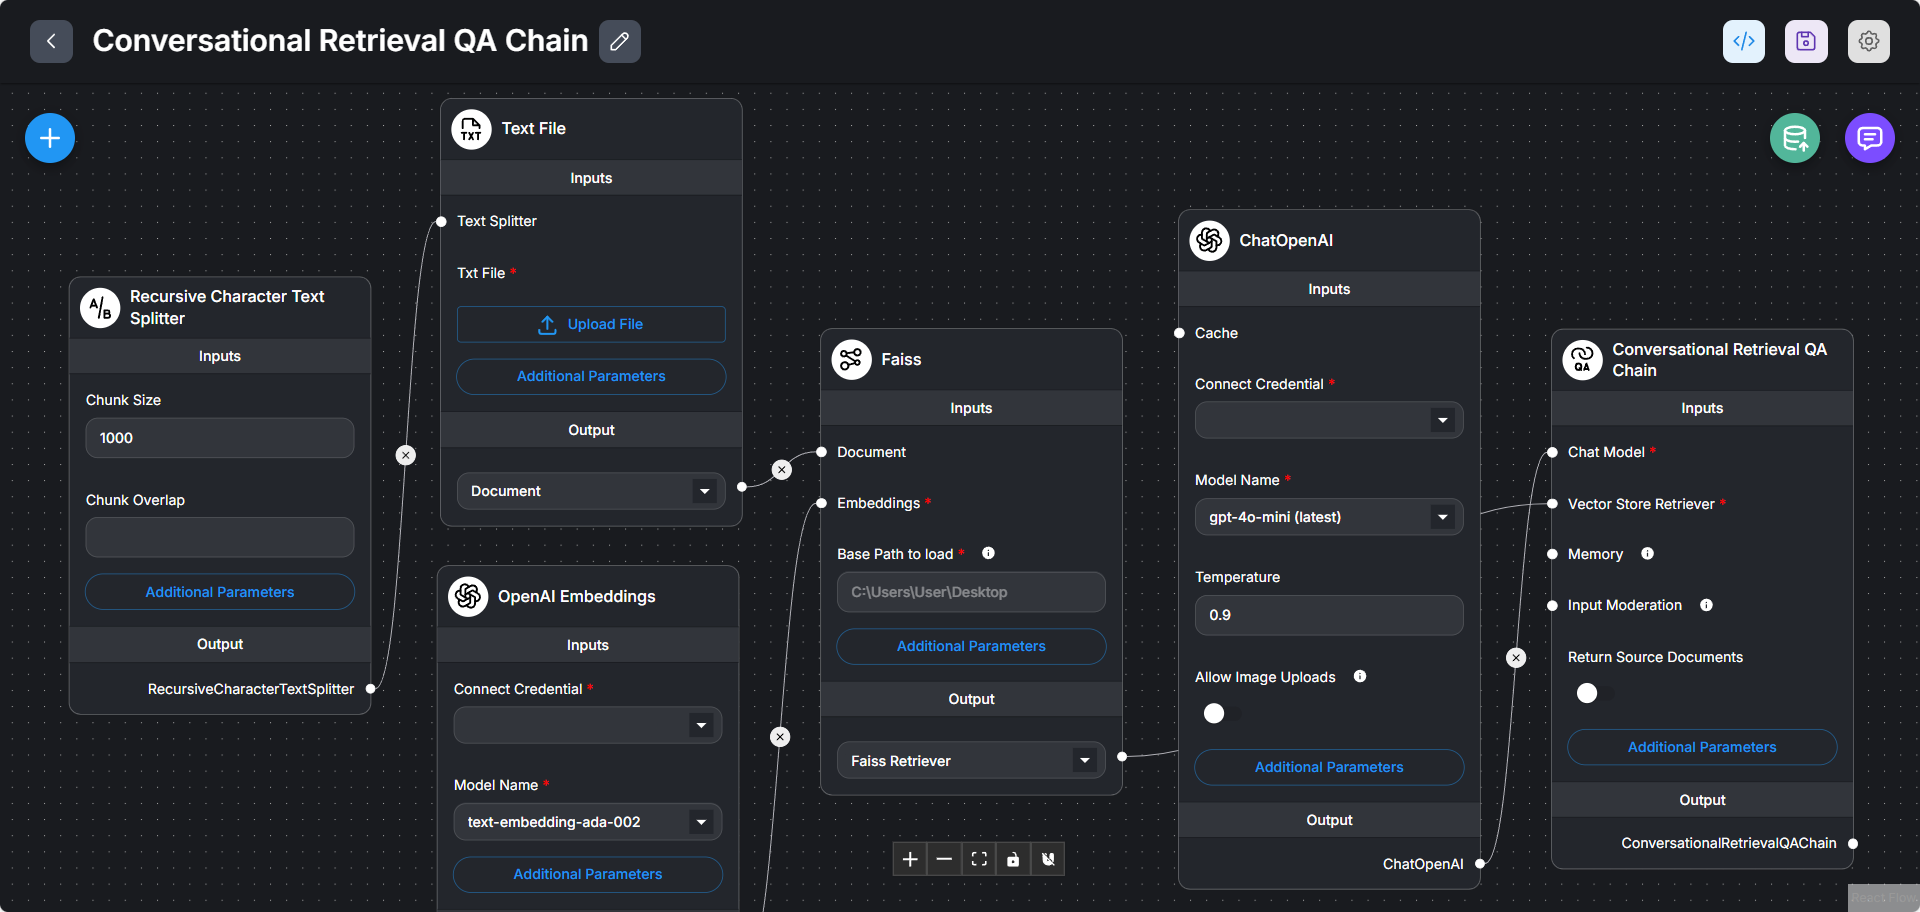 Conversational Retrieval QA Chain
Text File
Inputs
Text Splitter
Txt File *
Upload File
Additional Parameters
Output
Document
Recursive Character Text
Splitter
Inputs
Chunk Size
1000
Chunk Overlap
Additional Parameters
Output
RecursiveCharacterTextSplitter
OpenAI Embeddings
Inputs
Connect Credential *
Model Name *
text-embedding-ada-002
Additional Parameters
Faiss
Inputs
Document
Embeddings *
Base Path to load *
C:\Users\User\Desktop
Additional Parameters
Output
Faiss Retriever
ChatOpenAI
Inputs
Cache
Connect Credential *
Model Name *
gpt-4o-mini (latest)
Temperature
0.9
Allow Image Uploads
Additional Parameters
Output
ChatOpenAI
Conversational Retrieval QA
Chain
Inputs
Chat Model *
Vector Store Retriever *
Memory
Input Moderation
Return Source Documents
Additional Parameters
Output
ConversationalRetrievalQAChain
React Flow